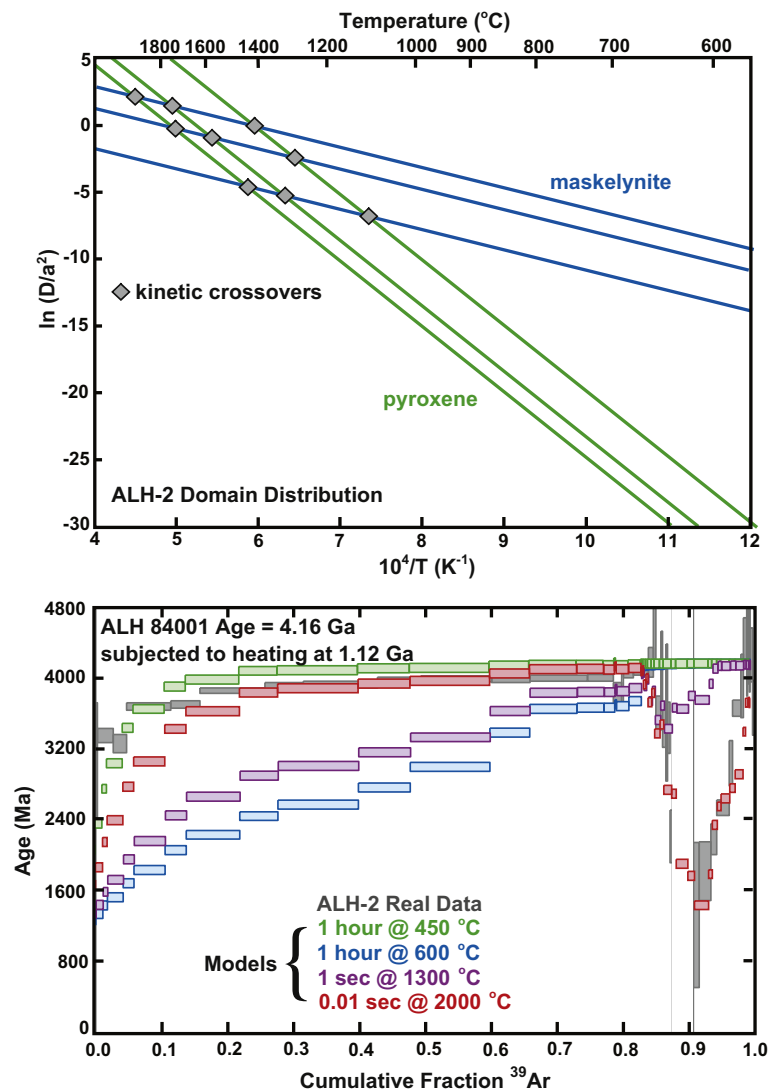 Temperature (°C)
1800 1600 1400 1200 1000 900 800 700 600
5
0
-5
-10
-15
-20
-25
-30
ln (D/a²)
maskelynite
kinetic crossovers
pyroxene
ALH-2 Domain Distribution
4 5 6 7 8 9 10 11 12
10⁴/T (K⁻¹)
4800
4000
3200
2400
1600
800
0
Age (Ma)
ALH 84001 Age = 4.16 Ga
subjected to heating at 1.12 Ga
ALH-2 Real Data
Models
1 hour @ 450 °C
1 hour @ 600 °C
1 sec @ 1300 °C
0.01 sec @ 2000 °C
0.0 0.1 0.2 0.3 0.4 0.5 0.6 0.7 0.8 0.9 1.0
Cumulative Fraction ³⁹Ar